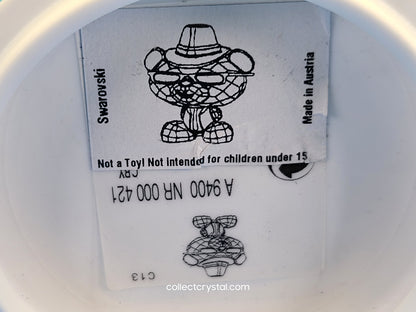 Swarovski
Made in Austria
Not a Toy! Not intended for children under 15
CRY
A 9400 NR 000 421
C13
collectcrystal.com